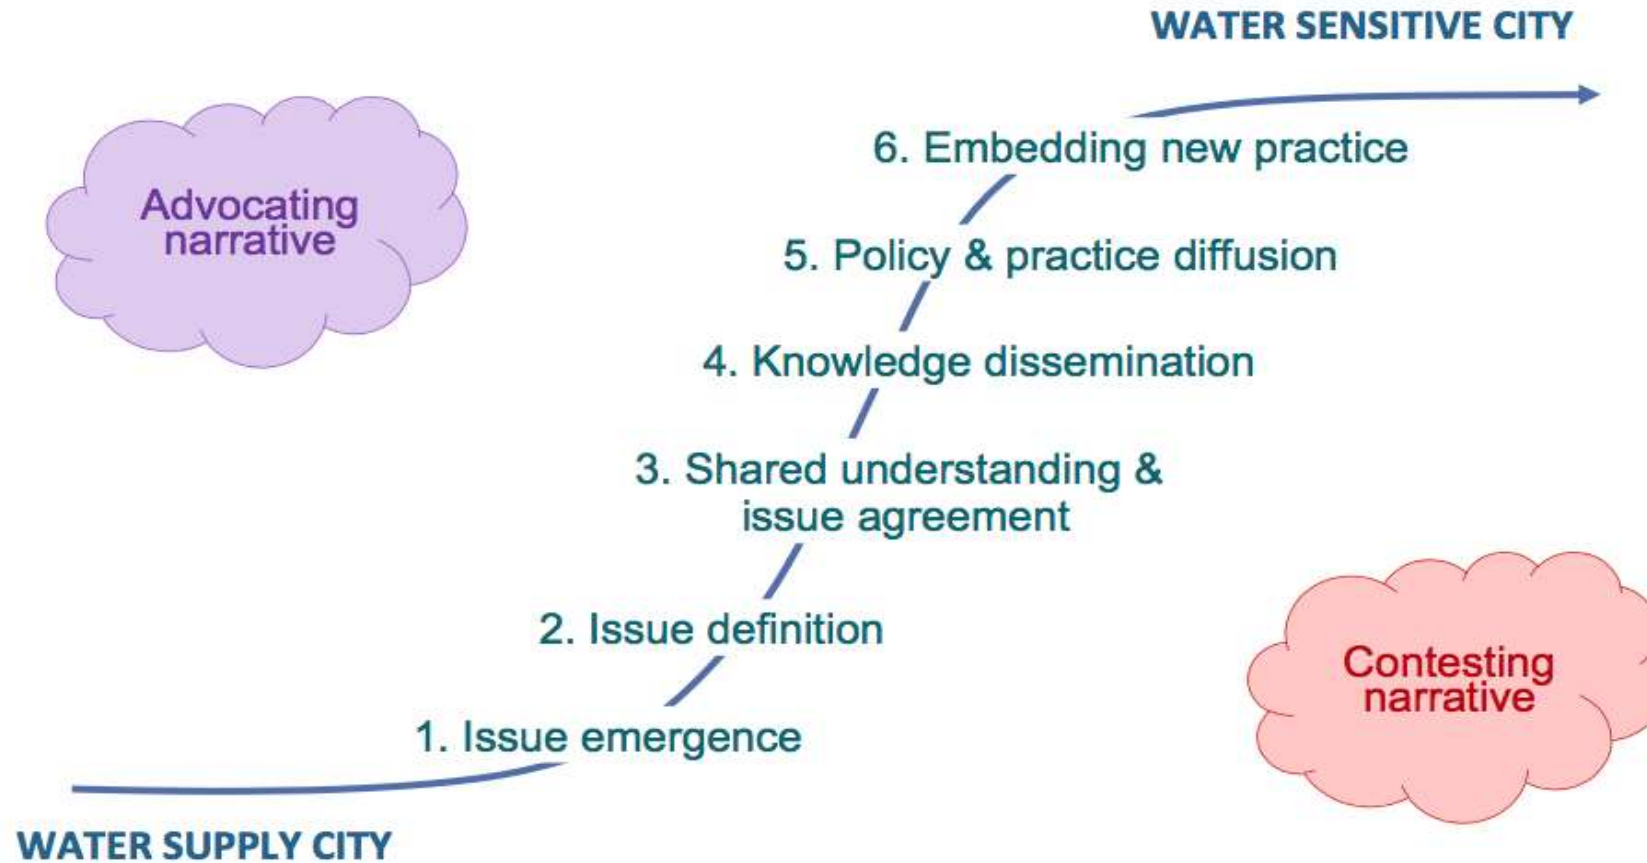 WATER SENSITIVE CITY
6. Embedding new practice
Advocating
narrative
5. Policy & practice diffusion
4. Knowledge dissemination
3. Shared understanding &
issue agreement
2. Issue definition
Contesting
narrative
1. Issue emergence
WATER SUPPLY CITY